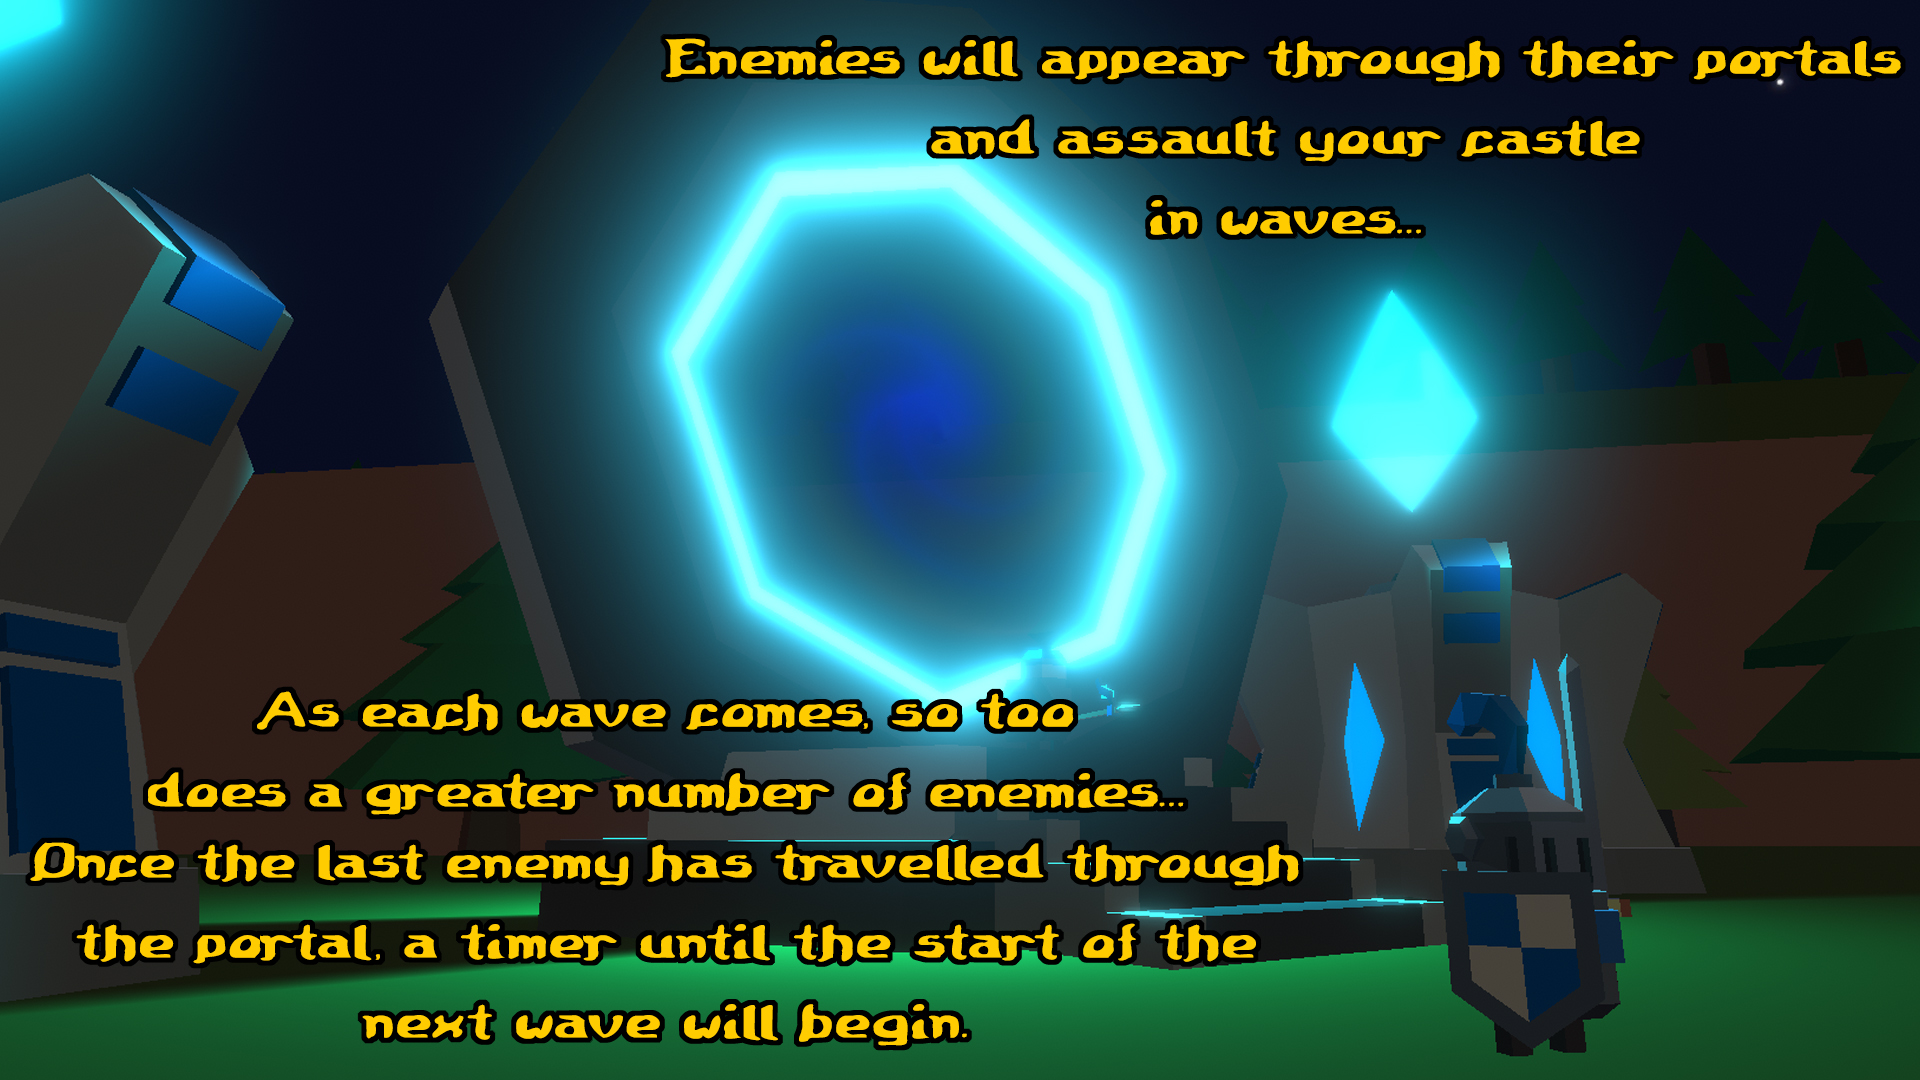 Enemies will appear through their portals
and assault your castle
in waves...
As each wave comes, so too
does a greater number of enemies...
Once the last enemy has travelled through
the portal, a timer until the start of the
next wave will begin.